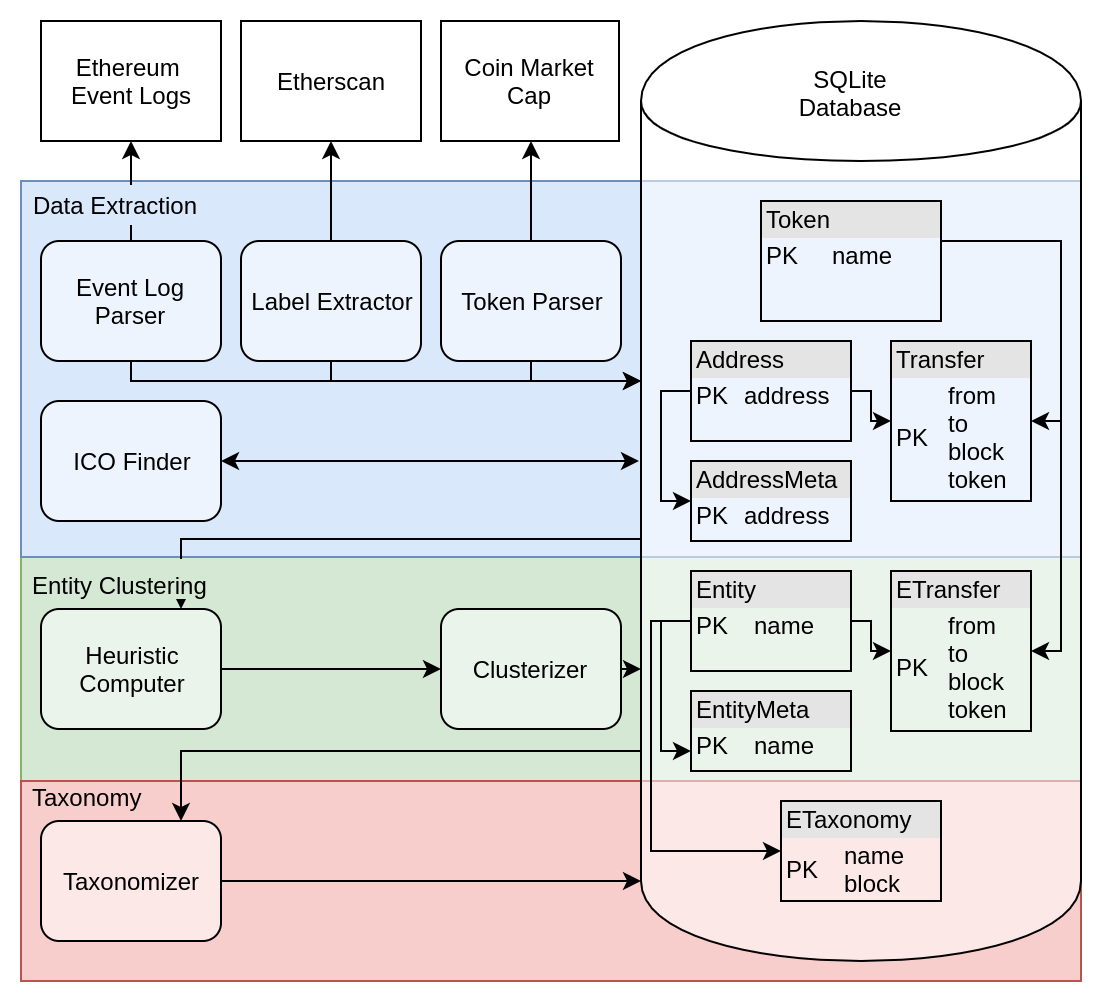 Ethereum
Event Logs
Etherscan
Coin Market
Cap
SQLite
Database
Data Extraction
Event Log
Parser
Label Extractor
Token Parser
ICO Finder
Token
PK name
Address
PK address
Transfer
PK
from
to
block
token
AddressMeta
PK address
Entity Clustering
Heuristic
Computer
Clusterizer
Entity
PK name
ETransfer
PK
from
to
block
token
EntityMeta
PK name
Taxonomy
Taxonomizer
ETaxonomy
PK
name
block